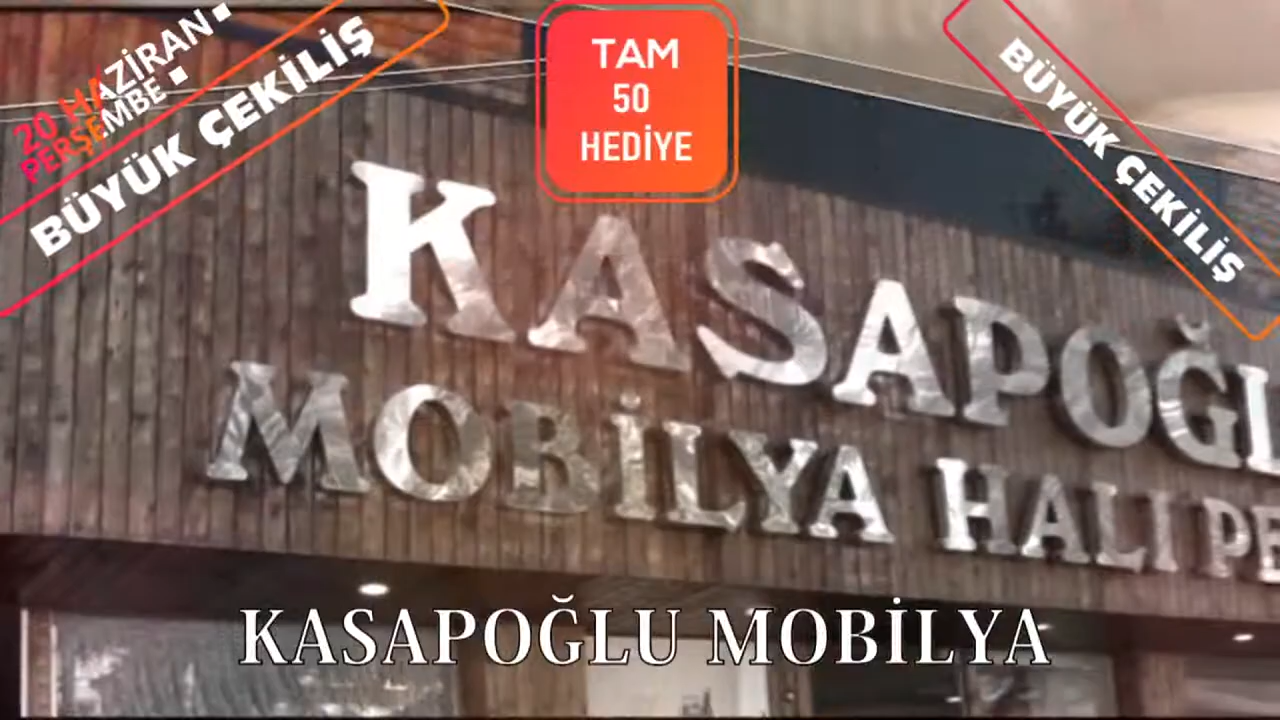 20 HAZİRAN
PERŞEMBE
BÜYÜK ÇEKİLİŞ
TAM
50
HEDİYE
BÜYÜK ÇEKİLİŞ
KASAPOĞL
MOBİLYA HALI PE
KASAPOĞLU MOBİLYA